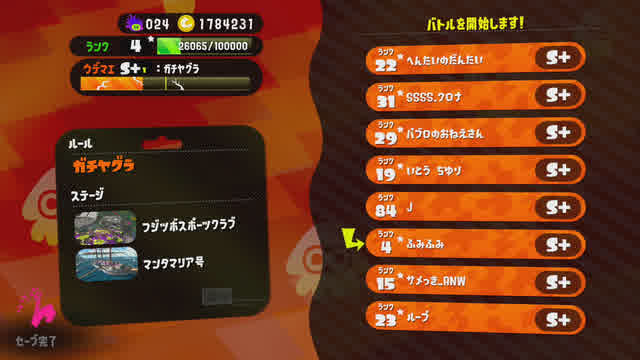 024 1784231
ランク 4★ 26065/100000
ウデマエ S+1 : ガチヤグラ
ルール
ガチヤグラ
ステージ
フジツボスポーツクラブ
マンタマリア号
セーブ完了
バトルを開始します!
ランク 22★ へんたいのだんたい S+
ランク 31★ SSSS.クロナ S+
ランク 29★ パブロのおねえさん S+
ランク 19★ いとう ちゆり S+
ランク 84 J S+
ランク 4★ ふみふみ S+
ランク 15★ サメっき_ANW S+
ランク 23★ ループ S+